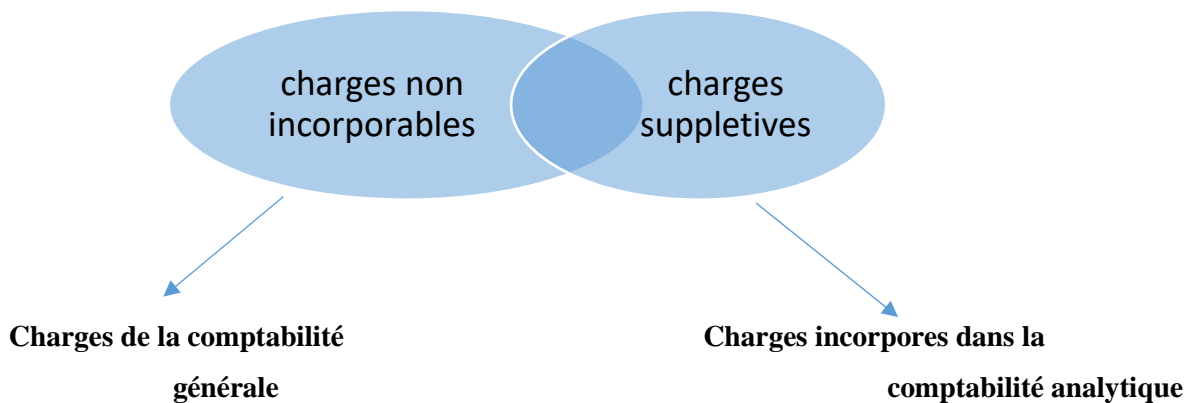 charges non
incorporables
charges
suppletives
Charges de la comptabilité
générale
Charges incorpores dans la
comptabilité analytique